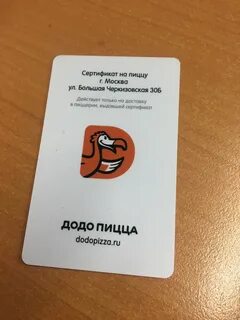 Сертификат на пиццу
г. Москва
ул. Большая Черкизовская 30Б
Действует только на доставку
в пиццерии, выдавшей сертификат
ДОДО ПИЦЦА
dodopizza.ru